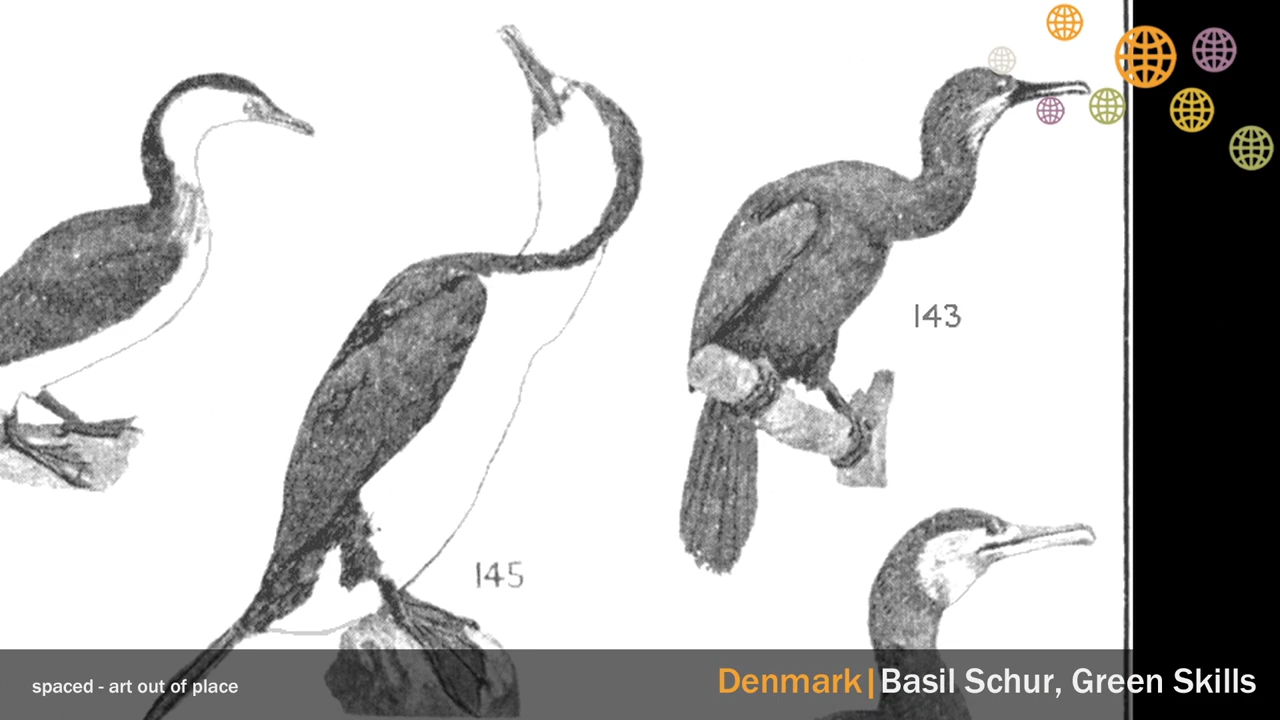 143
145
spaced - art out of place
Denmark|Basil Schur, Green Skills